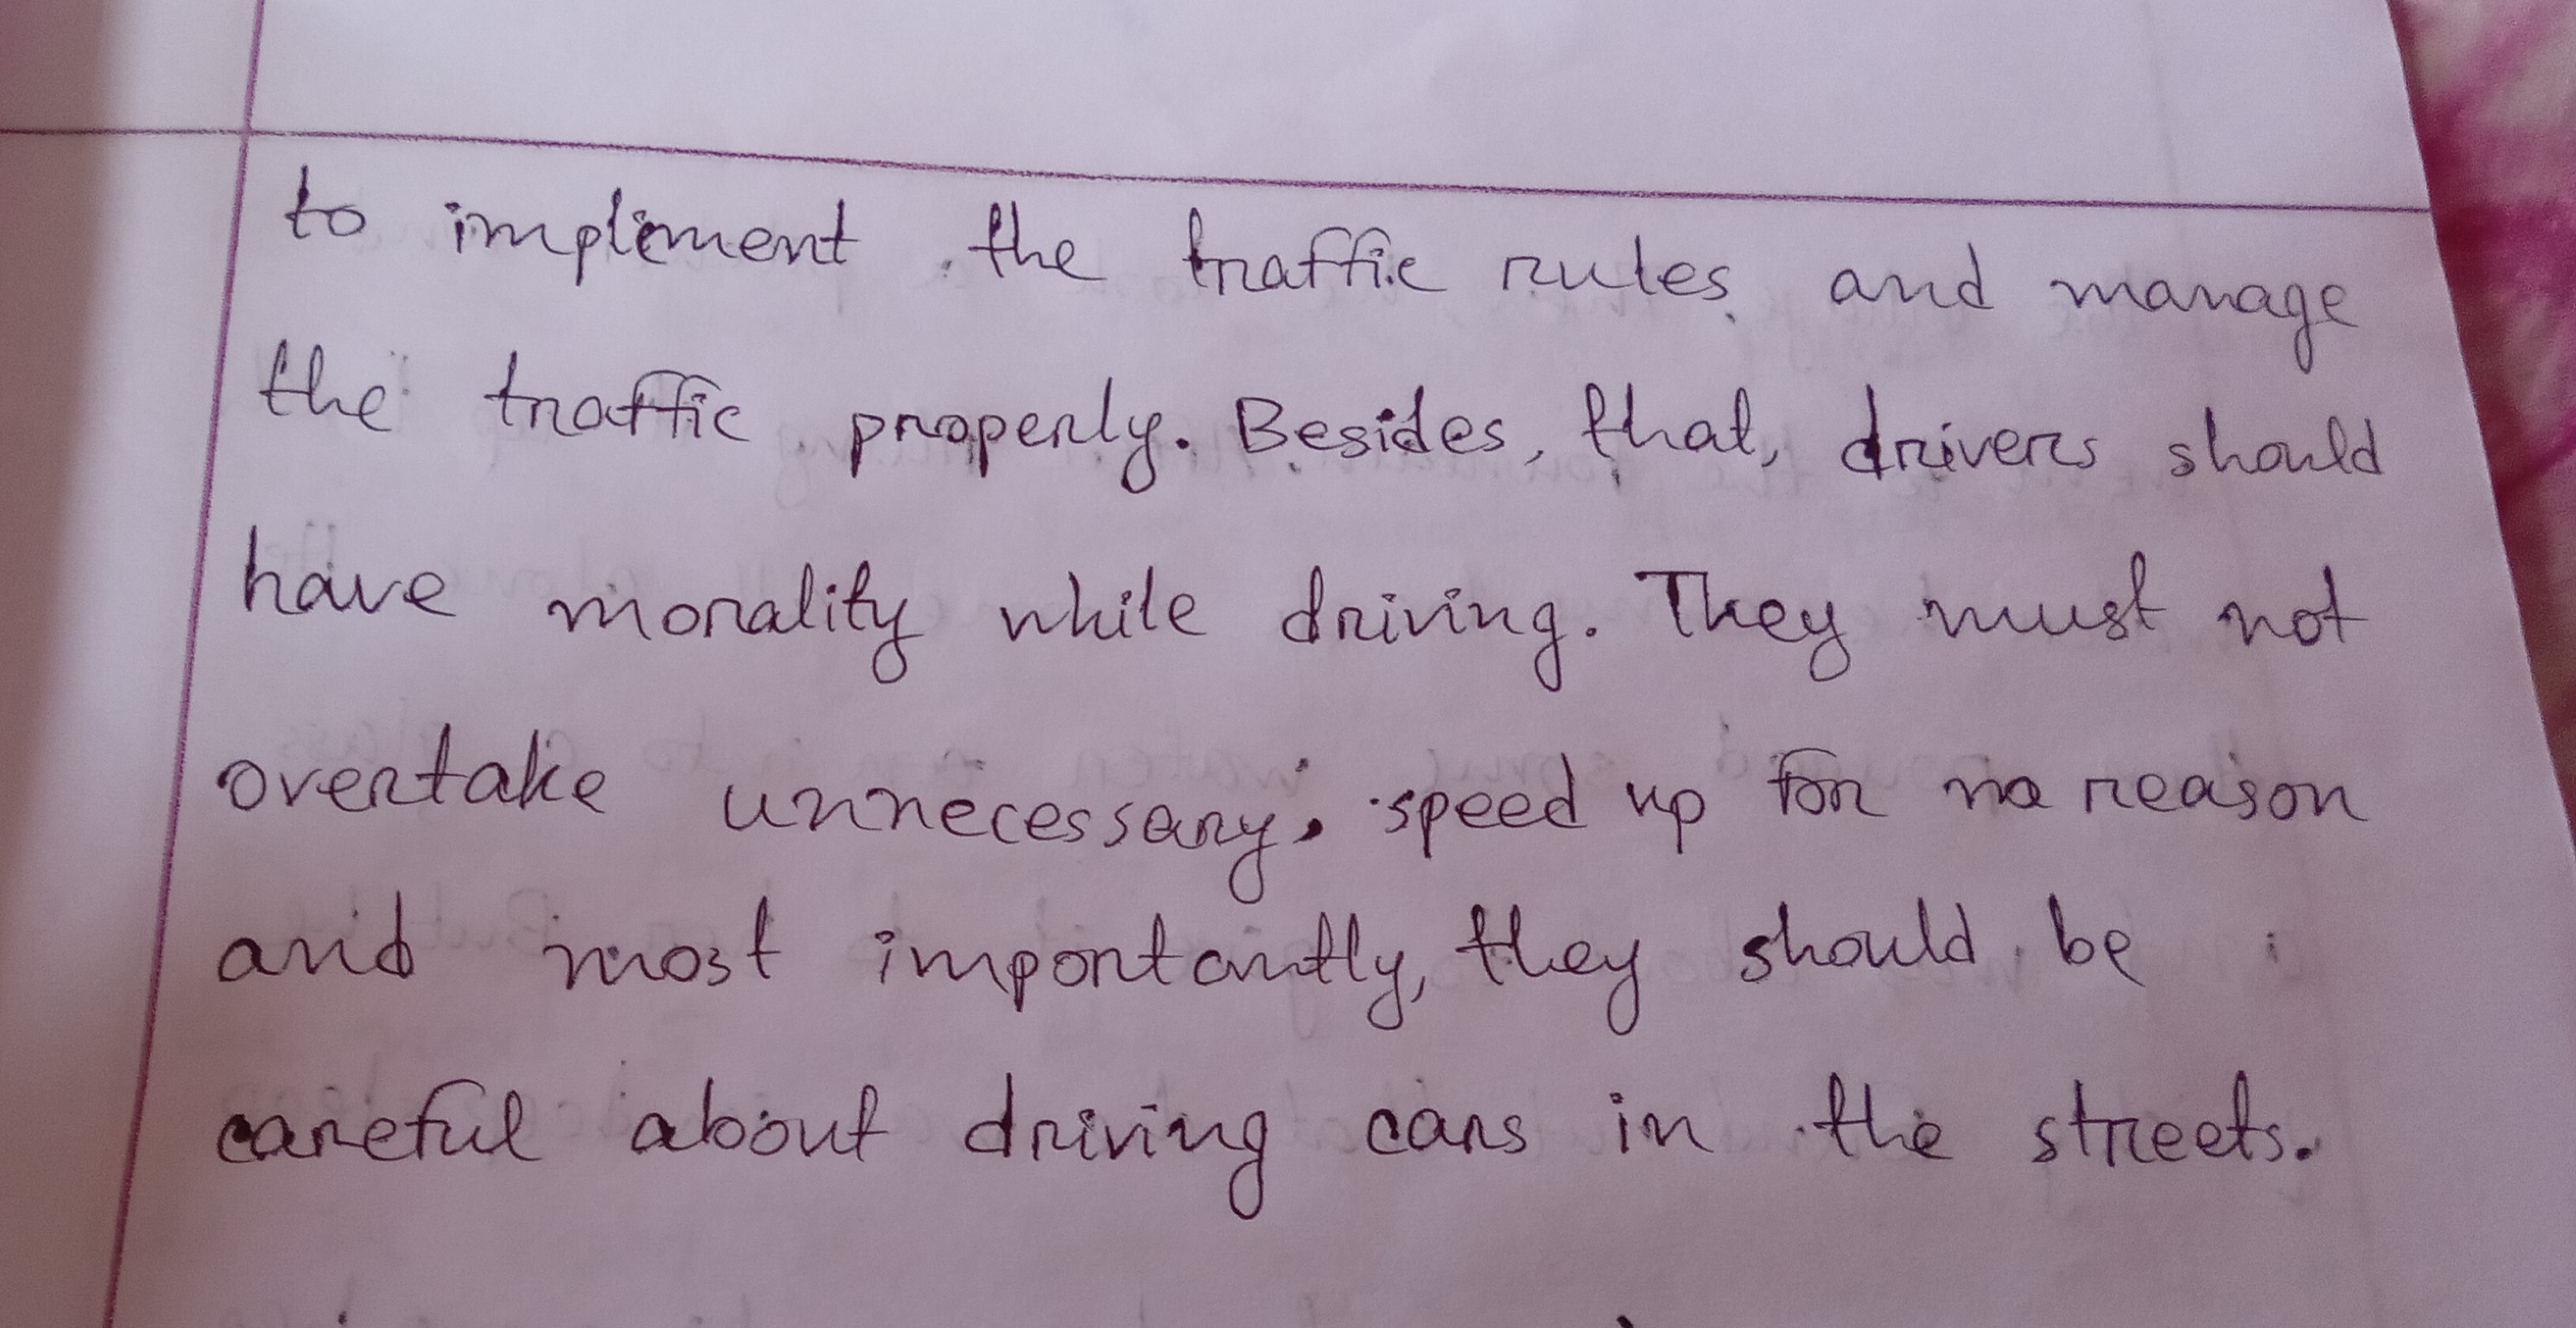 to impliment the traffic rules and manage
the traffic properly. Besides, that, drivers should
have morality while driving. They must not
overtake unnecessary, speed up for no reason
and most importantly, they should be
careful about driving cars in the streets.